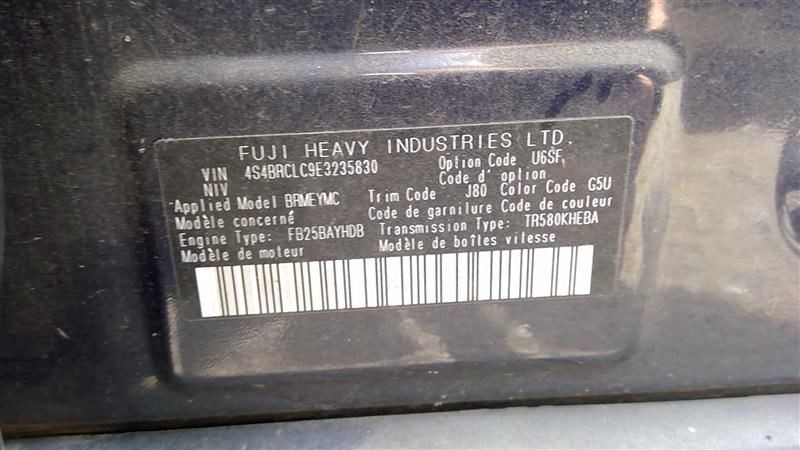 FUJI HEAVY INDUSTRIES LTD.
VIN 4S4BRCLC9E3235830 Option Code U6SF
NIV Code d' option
Applied Model BRMEYMC Trim Code J80 Color Code G5U
Modèle concerné Code de garniture Code de couleur
Engine Type: FB25BAYHDB Transmission Type: TR580KHEBA
Modèle de moteur Modèle de boîtes vitesse